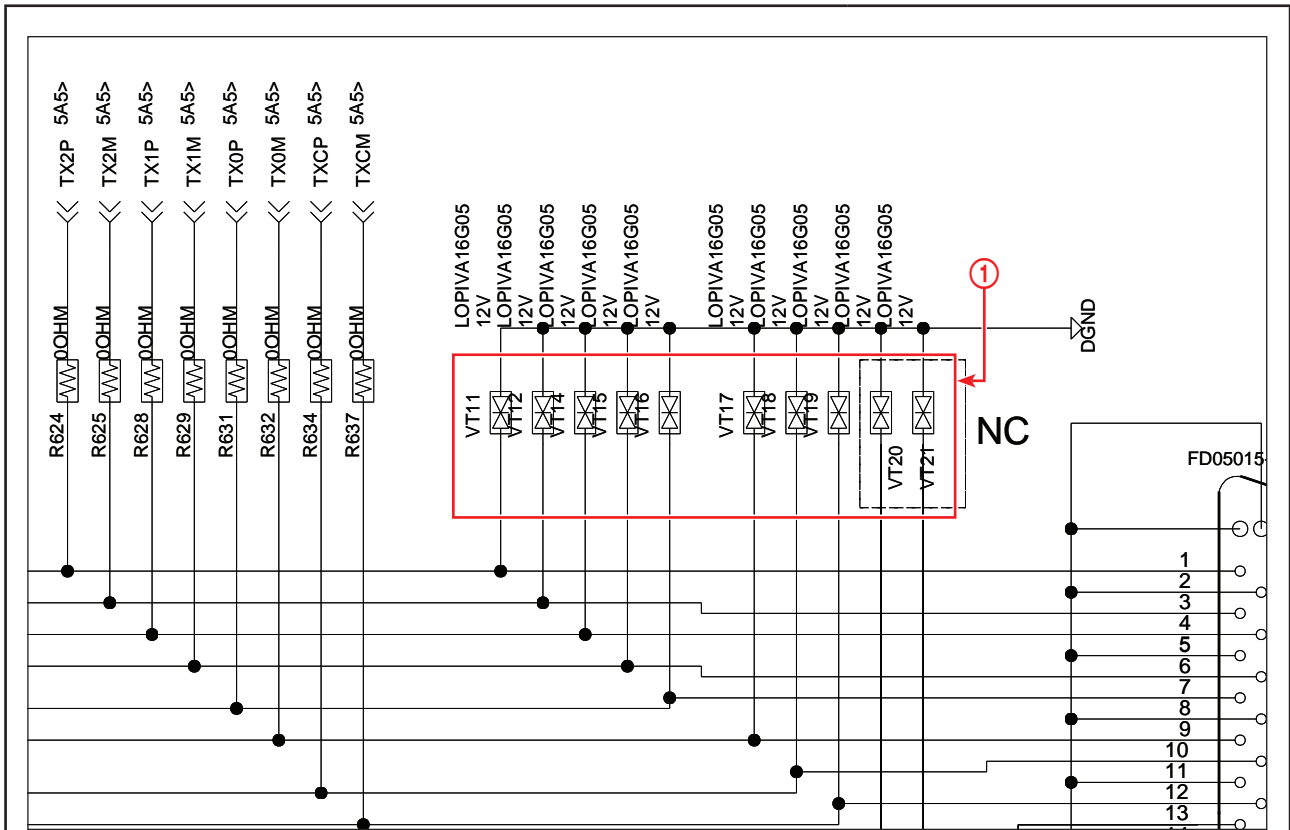 TX2P 5A5>
TX2M 5A5>
TX1P 5A5>
TX1M 5A5>
TX0P 5A5>
TX0M 5A5>
TXCP 5A5>
TXCM 5A5>
0OHM
0OHM
0OHM
0OHM
0OHM
0OHM
0OHM
0OHM
R624
R625
R628
R629
R631
R632
R634
R637
LOPIVA16G05
12V
LOPIVA16G05
12V
LOPIVA16G05
12V
LOPIVA16G05
12V
LOPIVA16G05
12V
LOPIVA16G05
12V
LOPIVA16G05
12V
LOPIVA16G05
12V
LOPIVA16G05
12V
LOPIVA16G05
12V
1
DGND
VT11
VT12
VT14
VT15
VT16
VT17
VT18
VT19
VT20
VT21
NC
FD05015-
1
2
3
4
5
6
7
8
9
10
11
12
13